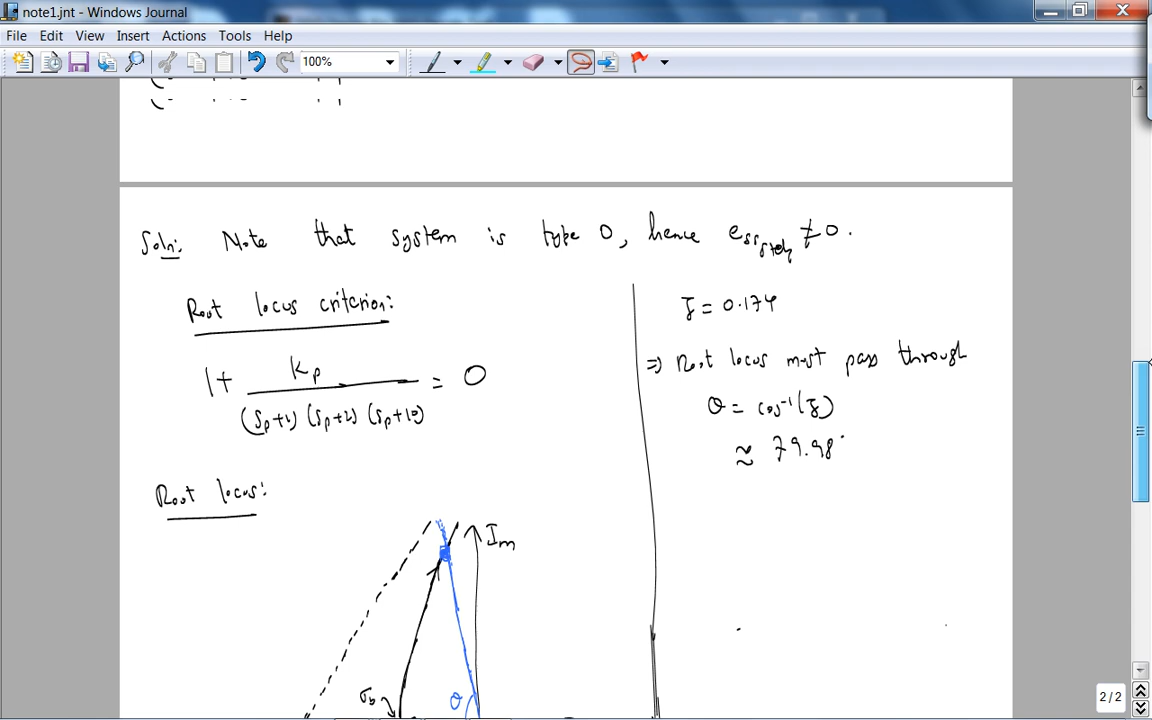 note1.jnt - Windows Journal
File Edit View Insert Actions Tools Help
100%
Soln: Note that system is type 0, hence e_ss,step ≠ 0.
Root locus criterion:
1 + Kp / (Sp+1) (Sp+2) (Sp+10) = 0
Root locus:
Im
σb
θ
ζ = 0.174
⇒ Root locus must pass through
θ = cos⁻¹(ζ)
≈ 79.98°
2/2